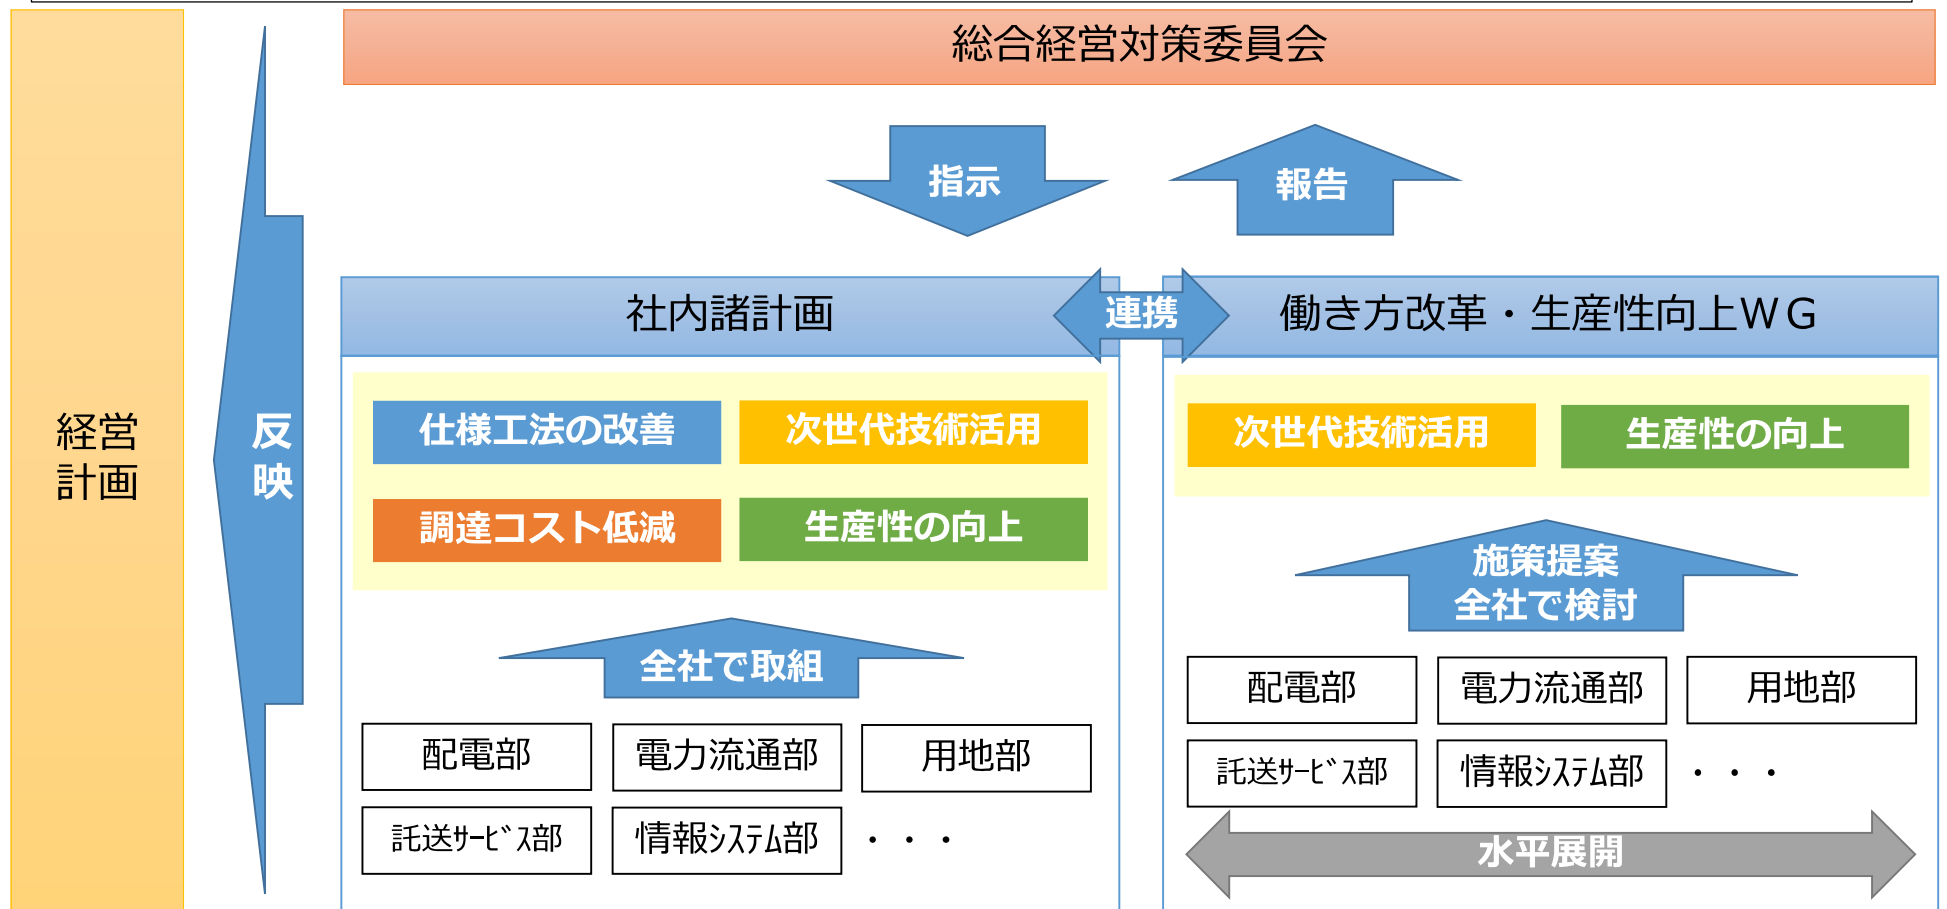 総合経営対策委員会
指示
報告
経営
計画
反
映
社内諸計画
連携
働き方改革・生産性向上ＷＧ
仕様工法の改善
次世代技術活用
調達コスト低減
生産性の向上
全社で取組
配電部
電力流通部
用地部
託送ｻｰﾋﾞｽ部
情報ｼｽﾃﾑ部
・・・
次世代技術活用
生産性の向上
施策提案
全社で検討
配電部
電力流通部
用地部
託送ｻｰﾋﾞｽ部
情報ｼｽﾃﾑ部
・・・
水平展開